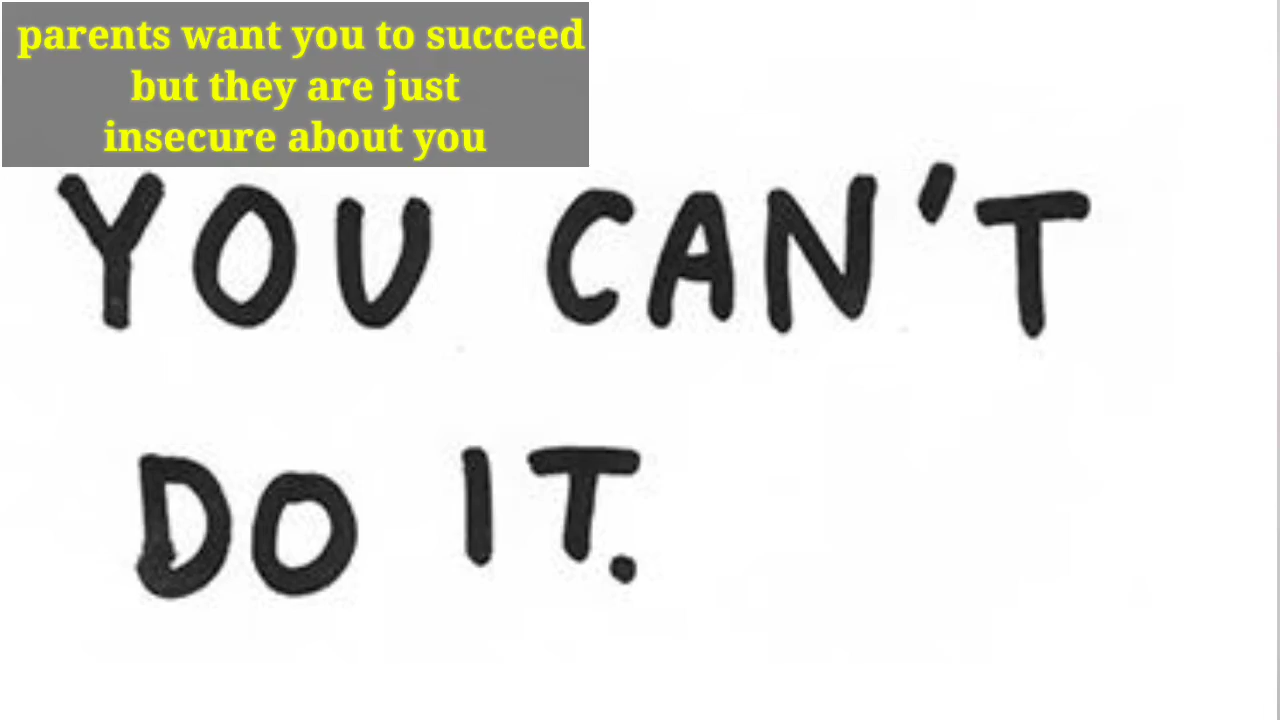 parents want you to succeed
but they are just
insecure about you
YOU CAN'T
DO IT.